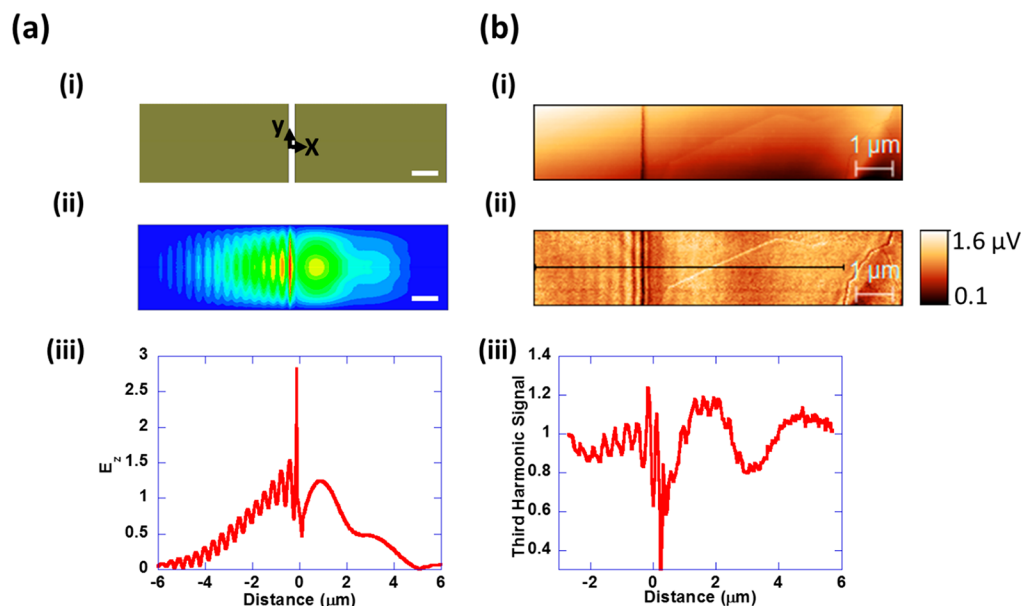 (a)
(i)
y
X
(ii)
(iii)
3
2.5
2
1.5
1
0.5
0
E_z
-6 -4 -2 0 2 4 6
Distance (µm)
(b)
(i)
1 µm
(ii)
1 µm
1.6 µV
0.1
(iii)
1.4
1.2
1
0.8
0.6
0.4
Third Harmonic Signal
-2 0 2 4 6
Distance (µm)